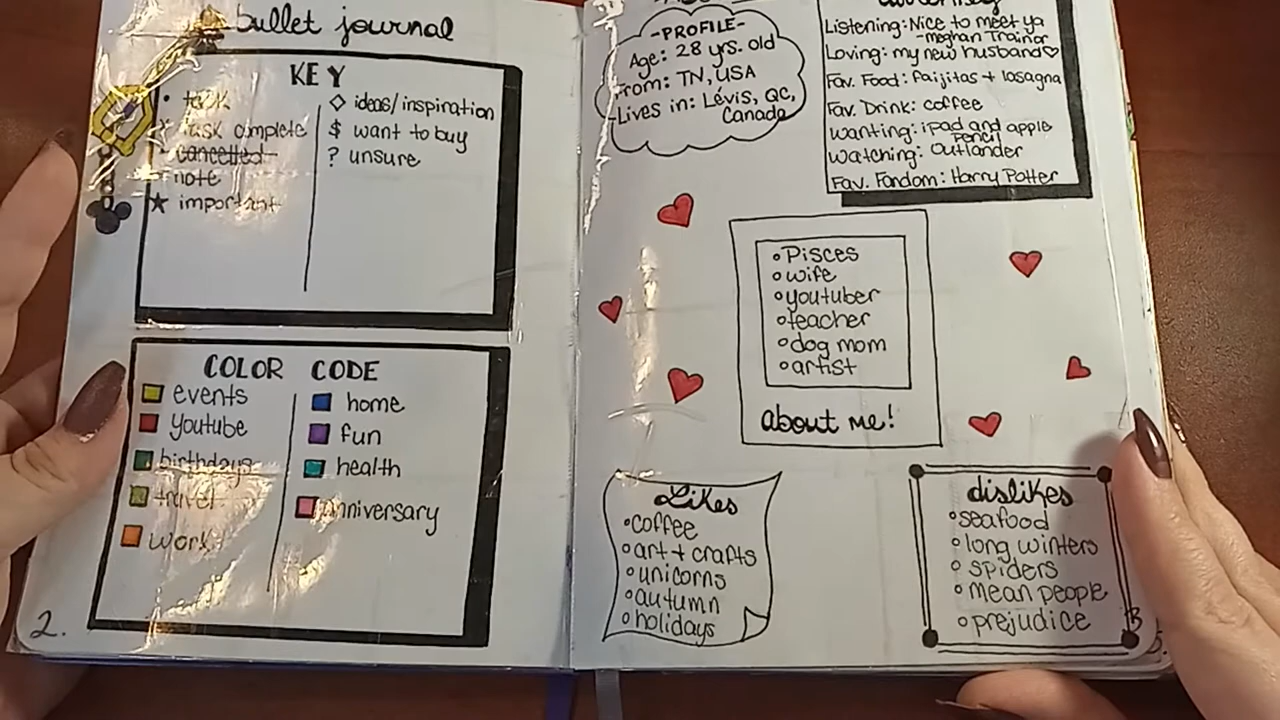 bullet journal
KEY
• task
x task complete
• cancelled
- note
★ important
◇ ideas/inspiration
$ want to buy
? unsure
COLOR CODE
events
youtube
birthdays
travel
work
home
fun
health
anniversary
2.
-PROFILE-
Age: 28 yrs. old
From: TN, USA
Lives in: Lévis, QC,
Canada
Listening: Nice to meet ya
-meghan Trainor
Loving: my new husband♡
Fav. Food: fajijtas + lasagna
Fav. Drink: coffee
Wanting: ipad and apple
pencil
Watching: Outlander
Fav. Fandom: Harry Potter
• Pisces
• wife
• youtuber
• teacher
• dog mom
• artist
about me!
Likes
• coffee
• art + crafts
• unicorns
• autumn
• holidays
dislikes
• seafood
• long winters
• spiders
• mean people
• prejudice